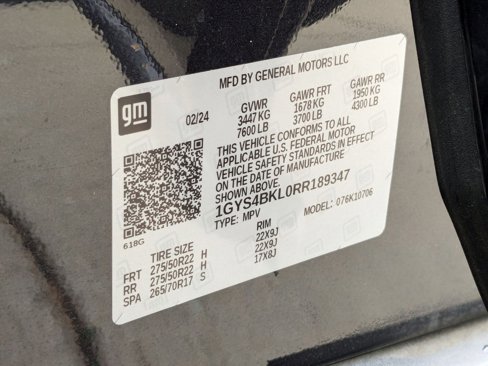 MFD BY GENERAL MOTORS LLC
gm
02/24
GVWR
3447 KG
7600 LB
GAWR FRT
1678 KG
3700 LB
GAWR RR
1950 KG
4300 LB
THIS VEHICLE CONFORMS TO ALL
APPLICABLE U.S. FEDERAL MOTOR
VEHICLE SAFETY STANDARDS IN EFFECT
ON THE DATE OF MANUFACTURE
SHOWN ABOVE.
1GYS4BKL0RR189347
TYPE: MPV MODEL: 076K10706
618G
TIRE SIZE RIM
FRT 275/50R22 H 22X9J
RR 275/50R22 H 22X9J
SPA 265/70R17 S 17X8J